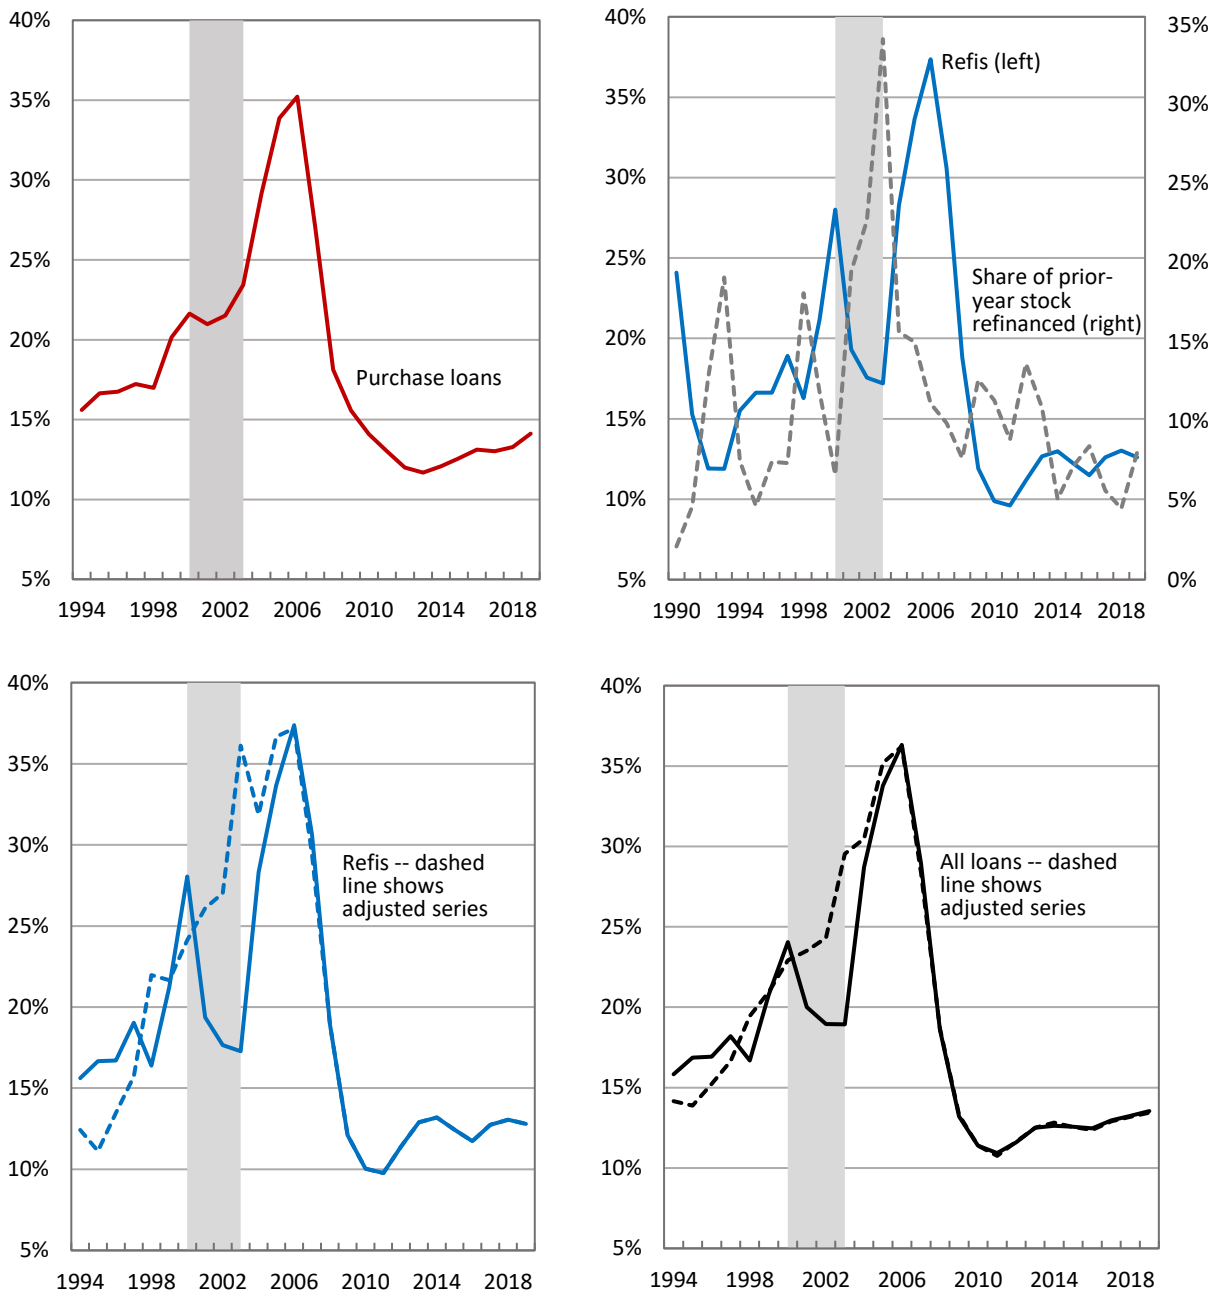 40%
35%
30%
25%
20%
15%
10%
5%
Purchase loans
1994 1998 2002 2006 2010 2014 2018
40%
35%
30%
25%
20%
15%
10%
5%
Refis (left)
Share of prior-
year stock
refinanced (right)
35%
30%
25%
20%
15%
10%
5%
0%
1990 1994 1998 2002 2006 2010 2014 2018
40%
35%
30%
25%
20%
15%
10%
5%
Refis -- dashed
line shows
adjusted series
1994 1998 2002 2006 2010 2014 2018
40%
35%
30%
25%
20%
15%
10%
5%
All loans -- dashed
line shows
adjusted series
1994 1998 2002 2006 2010 2014 2018